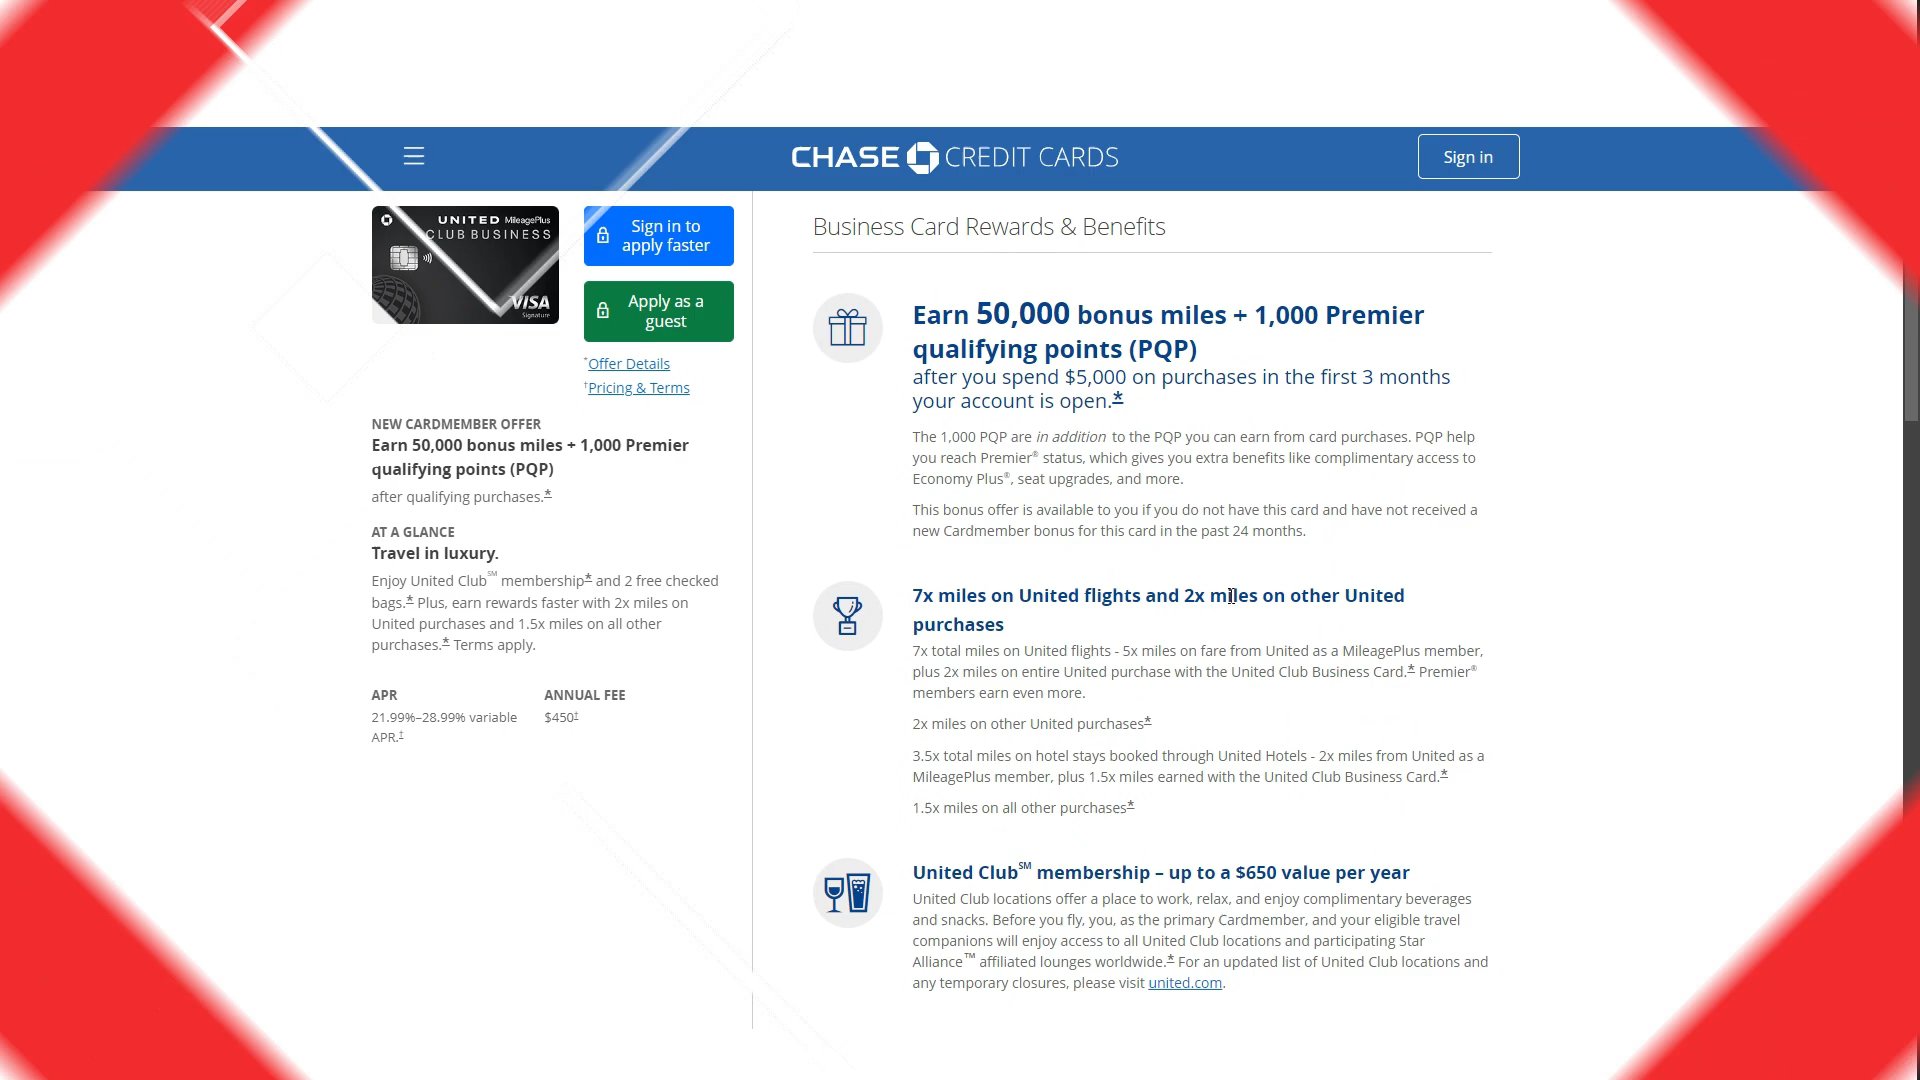 CHASE CREDIT CARDS
Sign in
UNITED MileagePlus
CLUB BUSINESS
VISA
Signature
Sign in to
apply faster
Apply as a
guest
*Offer Details
†Pricing & Terms
NEW CARDMEMBER OFFER
Earn 50,000 bonus miles + 1,000 Premier
qualifying points (PQP)
after qualifying purchases.*
AT A GLANCE
Travel in luxury.
Enjoy United Club℠ membership* and 2 free checked
bags.* Plus, earn rewards faster with 2x miles on
United purchases and 1.5x miles on all other
purchases.* Terms apply.
APR
21.99%–28.99% variable
APR.†
ANNUAL FEE
$450†
Business Card Rewards & Benefits
Earn 50,000 bonus miles + 1,000 Premier
qualifying points (PQP)
after you spend $5,000 on purchases in the first 3 months
your account is open.*
The 1,000 PQP are in addition to the PQP you can earn from card purchases. PQP help
you reach Premier® status, which gives you extra benefits like complimentary access to
Economy Plus®, seat upgrades, and more.
This bonus offer is available to you if you do not have this card and have not received a
new Cardmember bonus for this card in the past 24 months.
7x miles on United flights and 2x miles on other United
purchases
7x total miles on United flights - 5x miles on fare from United as a MileagePlus member,
plus 2x miles on entire United purchase with the United Club Business Card.* Premier®
members earn even more.
2x miles on other United purchases*
3.5x total miles on hotel stays booked through United Hotels - 2x miles from United as a
MileagePlus member, plus 1.5x miles earned with the United Club Business Card.*
1.5x miles on all other purchases*
United Club℠ membership – up to a $650 value per year
United Club locations offer a place to work, relax, and enjoy complimentary beverages
and snacks. Before you fly, you, as the primary Cardmember, and your eligible travel
companions will enjoy access to all United Club locations and participating Star
Alliance™ affiliated lounges worldwide.* For an updated list of United Club locations and
any temporary closures, please visit united.com.